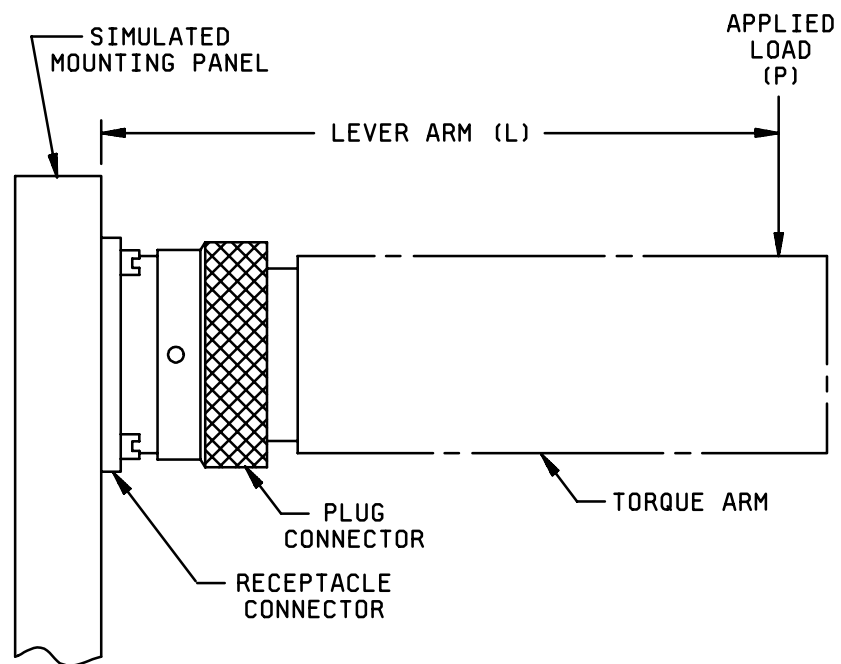 SIMULATED
MOUNTING PANEL
APPLIED
LOAD
(P)
LEVER ARM (L)
TORQUE ARM
PLUG
CONNECTOR
RECEPTACLE
CONNECTOR